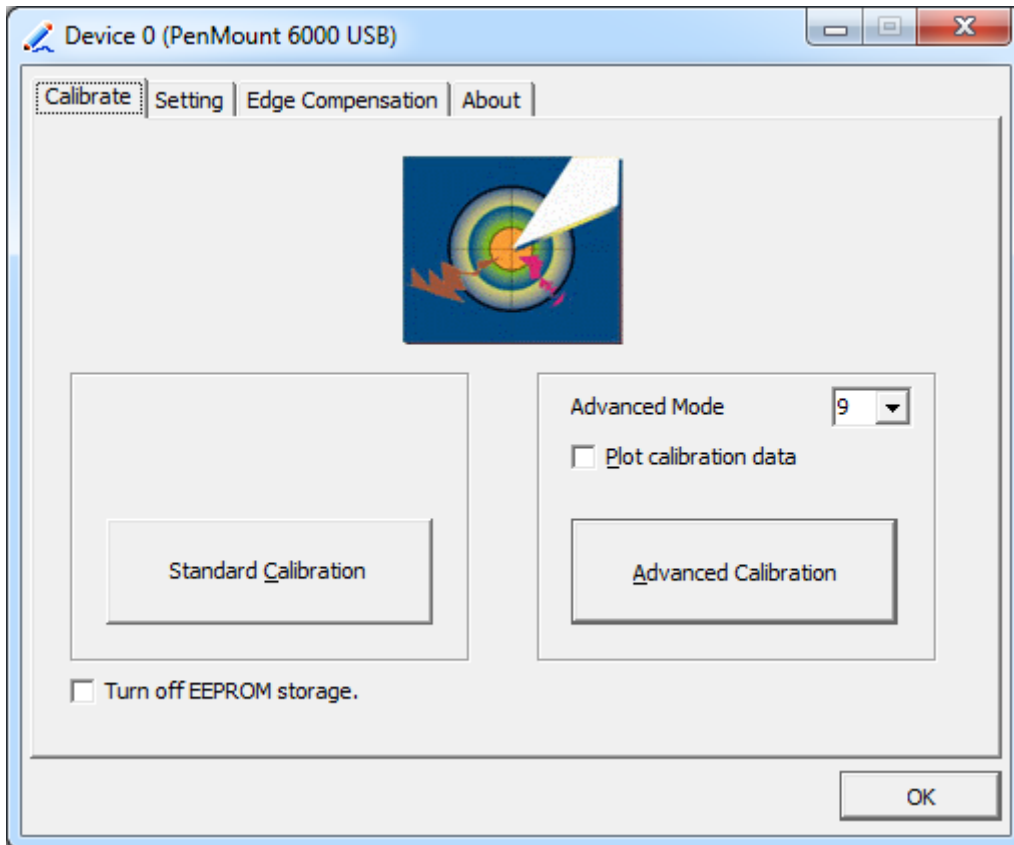 Device 0 (PenMount 6000 USB)
Calibrate Setting Edge Compensation About
Advanced Mode 9
Plot calibration data
Standard Calibration
Advanced Calibration
Turn off EEPROM storage.
OK